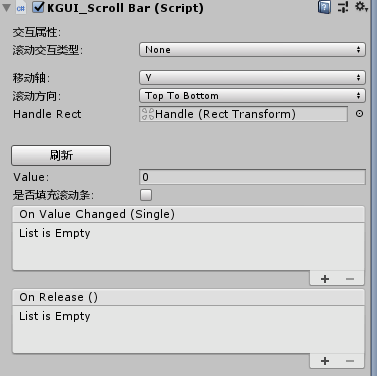 KGUI_Scroll Bar (Script)
交互属性:
滚动交互类型: None
移动轴: Y
滚动方向: Top To Bottom
Handle Rect Handle (Rect Transform)
刷新
Value: 0
是否填充滚动条:
On Value Changed (Single)
List is Empty
+ −
On Release ()
List is Empty
+ −